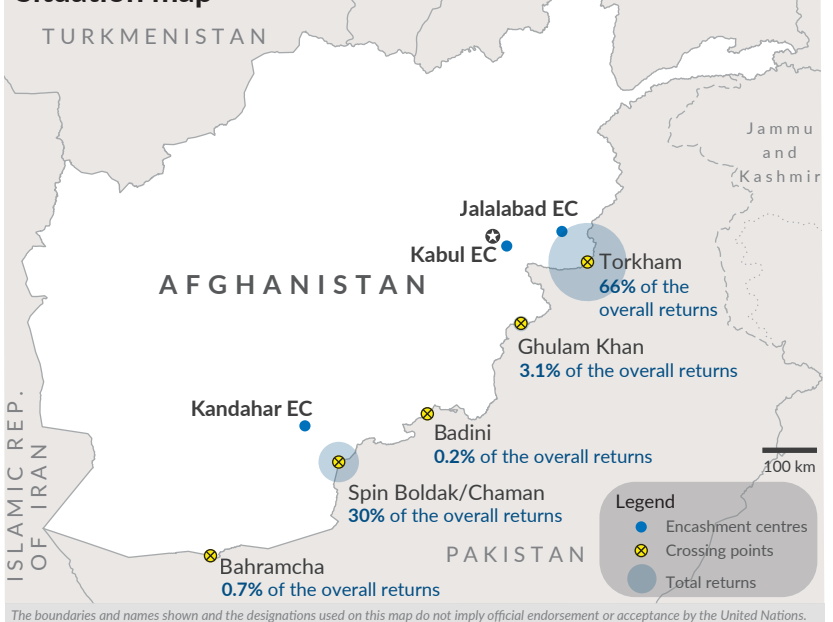 Situation Map
TURKMENISTAN
Jammu
and
Kashmir
Jalalabad EC
Kabul EC
AFGHANISTAN
Torkham
66% of the
overall returns
Ghulam Khan
3.1% of the overall returns
Kandahar EC
Badini
0.2% of the overall returns
ISLAMIC REP.
OF IRAN
100 km
Spin Boldak/Chaman
30% of the overall returns
Legend
Encashment centres
Crossing points
Total returns
PAKISTAN
Bahramcha
0.7% of the overall returns
The boundaries and names shown and the designations used on this map do not imply official endorsement or acceptance by the United Nations.